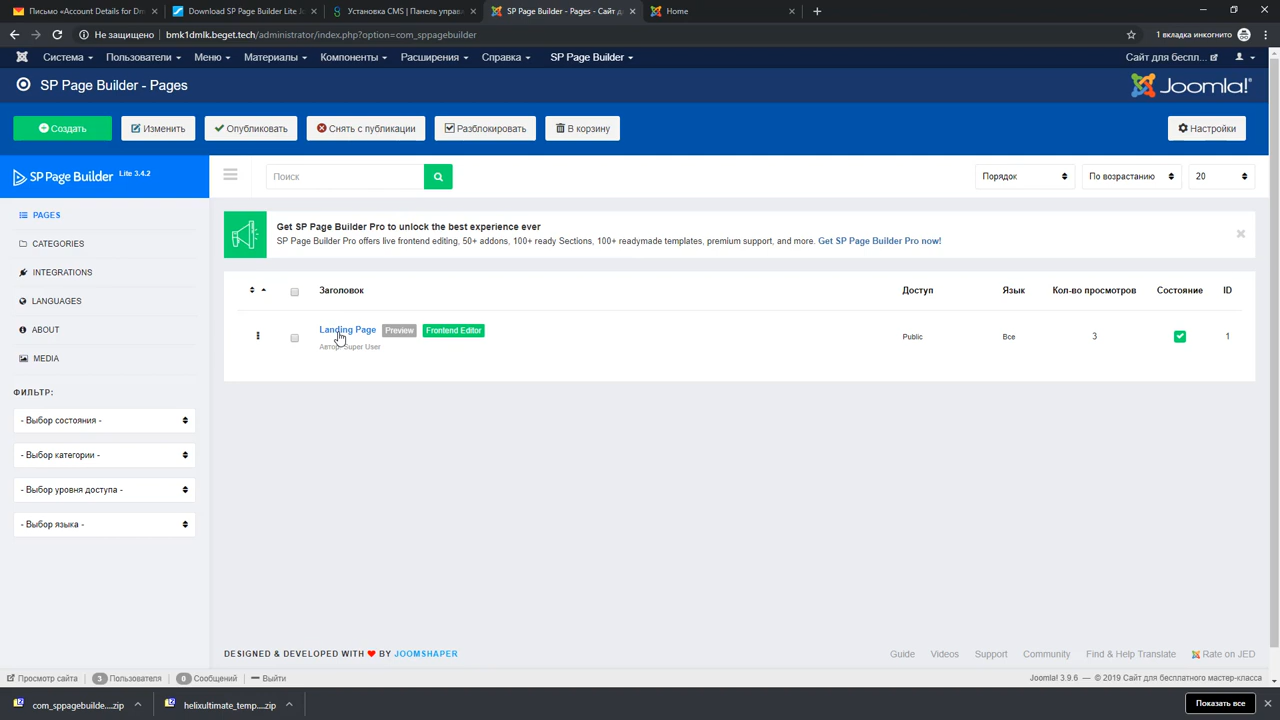 Письмо «Account Details for Dm
Download SP Page Builder Lite Jo
Установка CMS | Панель управл
SP Page Builder - Pages - Сайт дл
Home
Не защищено
bmk1dmlk.beget.tech/administrator/index.php?option=com_sppagebuilder
1 вкладка инкогнито
Система
Пользователи
Меню
Материалы
Компоненты
Расширения
Справка
SP Page Builder
Сайт для беспл...
SP Page Builder - Pages
Joomla!®
Создать
Изменить
Опубликовать
Снять с публикации
Разблокировать
В корзину
Настройки
SP Page Builder Lite 3.4.2
Поиск
Порядок
По возрастанию
20
PAGES
CATEGORIES
INTEGRATIONS
LANGUAGES
ABOUT
MEDIA
ФИЛЬТР:
- Выбор состояния -
- Выбор категории -
- Выбор уровня доступа -
- Выбор языка -
Get SP Page Builder Pro to unlock the best experience ever
SP Page Builder Pro offers live frontend editing, 50+ addons, 100+ ready Sections, 100+ readymade templates, premium support, and more. Get SP Page Builder Pro now!
Заголовок
Доступ
Язык
Кол-во просмотров
Состояние
ID
Landing Page
Preview
Frontend Editor
Автор: Super User
Public
Все
3
1
DESIGNED & DEVELOPED WITH ❤ BY JOOMSHAPER
Guide
Videos
Support
Community
Find & Help Translate
Rate on JED
Просмотр сайта
3 Пользователя
0 Сообщений
Выйти
Joomla! 3.9.6 — © 2019 Сайт для бесплатного мастер-класса
com_sppagebuilde....zip
helixultimate_temp....zip
Показать все